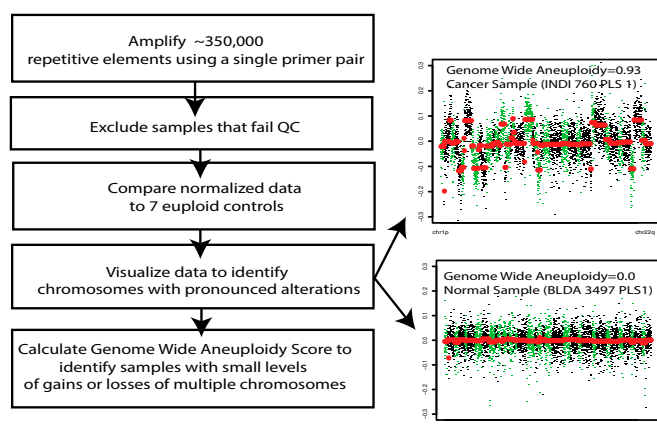 Amplify ~350,000
repetitive elements using a single primer pair
Exclude samples that fail QC
Compare normalized data
to 7 euploid controls
Visualize data to identify
chromosomes with pronounced alterations
Calculate Genome Wide Aneuploidy Score to
identify samples with small levels
of gains or losses of multiple chromosomes
Genome Wide Aneuploidy=0.93
Cancer Sample (INDI 760 PLS 1)
0.3
0.2
0.1
0.0
-0.1
-0.2
-0.3
chr1p
chr22q
Genome Wide Aneuploidy=0.0
Normal Sample (BLDA 3497 PLS1)
0.3
0.2
0.1
0.0
-0.1
-0.2
-0.3